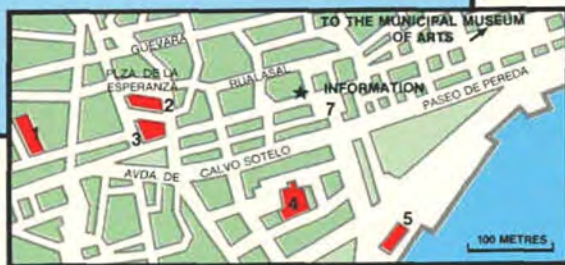 TO THE MUNICIPAL MUSEUM
OF ARTS
GUEVARA
PLZA. DE LA
ESPERANZA
RUALASAL
INFORMATION
PASEO DE PEREDA
1
2
3
7
AVDA. DE CALVO SOTELO
4
5
100 METRES